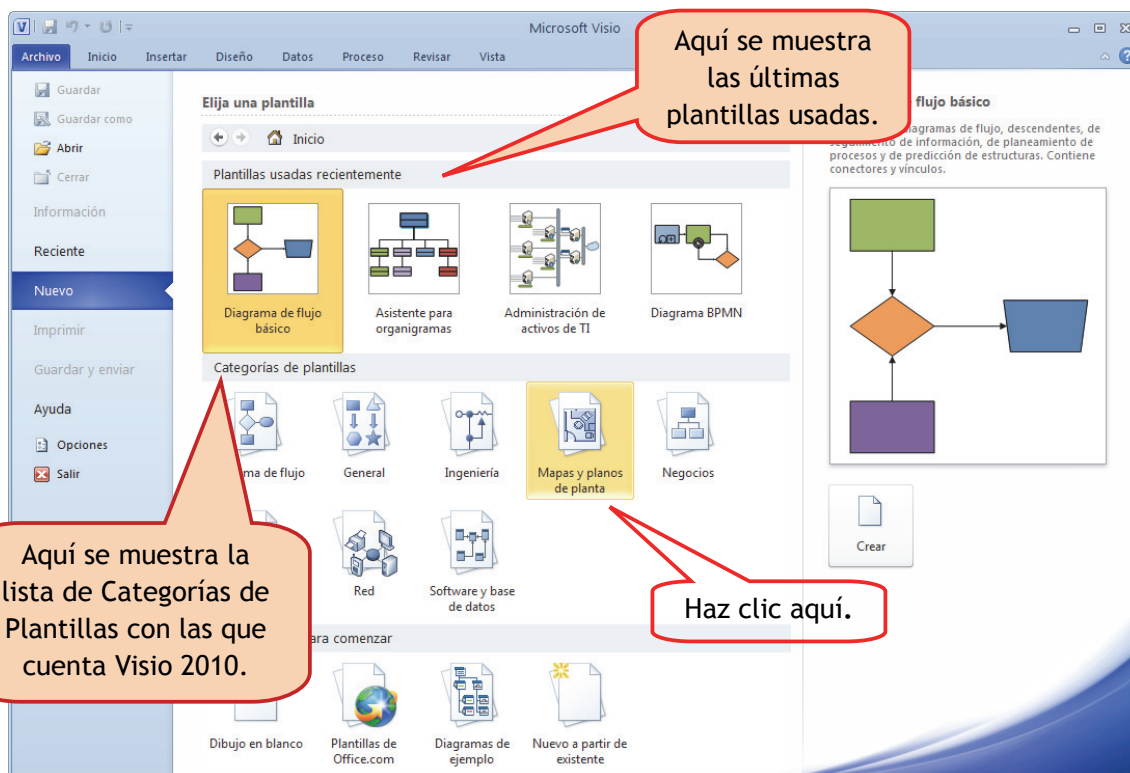 Microsoft Visio
Archivo Inicio Insertar Diseño Datos Proceso Revisar Vista
Guardar
Guardar como
Abrir
Cerrar
Información
Reciente
Nuevo
Imprimir
Guardar y enviar
Ayuda
Opciones
Salir
Elija una plantilla
Inicio
Plantillas usadas recientemente
Diagrama de flujo
básico
Asistente para
organigramas
Administración de
activos de TI
Diagrama BPMN
Categorías de plantillas
ma de flujo
General
Ingeniería
Mapas y planos
de planta
Negocios
Red
Software y base
de datos
ara comenzar
Dibujo en blanco
Plantillas de
Office.com
Diagramas de
ejemplo
Nuevo a partir de
existente
Aquí se muestra
las últimas
plantillas usadas.
flujo básico
iagramas de flujo, descendentes, de
seguimiento de información, de planeamiento de
procesos y de predicción de estructuras. Contiene
conectores y vínculos.
Crear
Aquí se muestra la
lista de Categorías de
Plantillas con las que
cuenta Visio 2010.
Haz clic aquí.